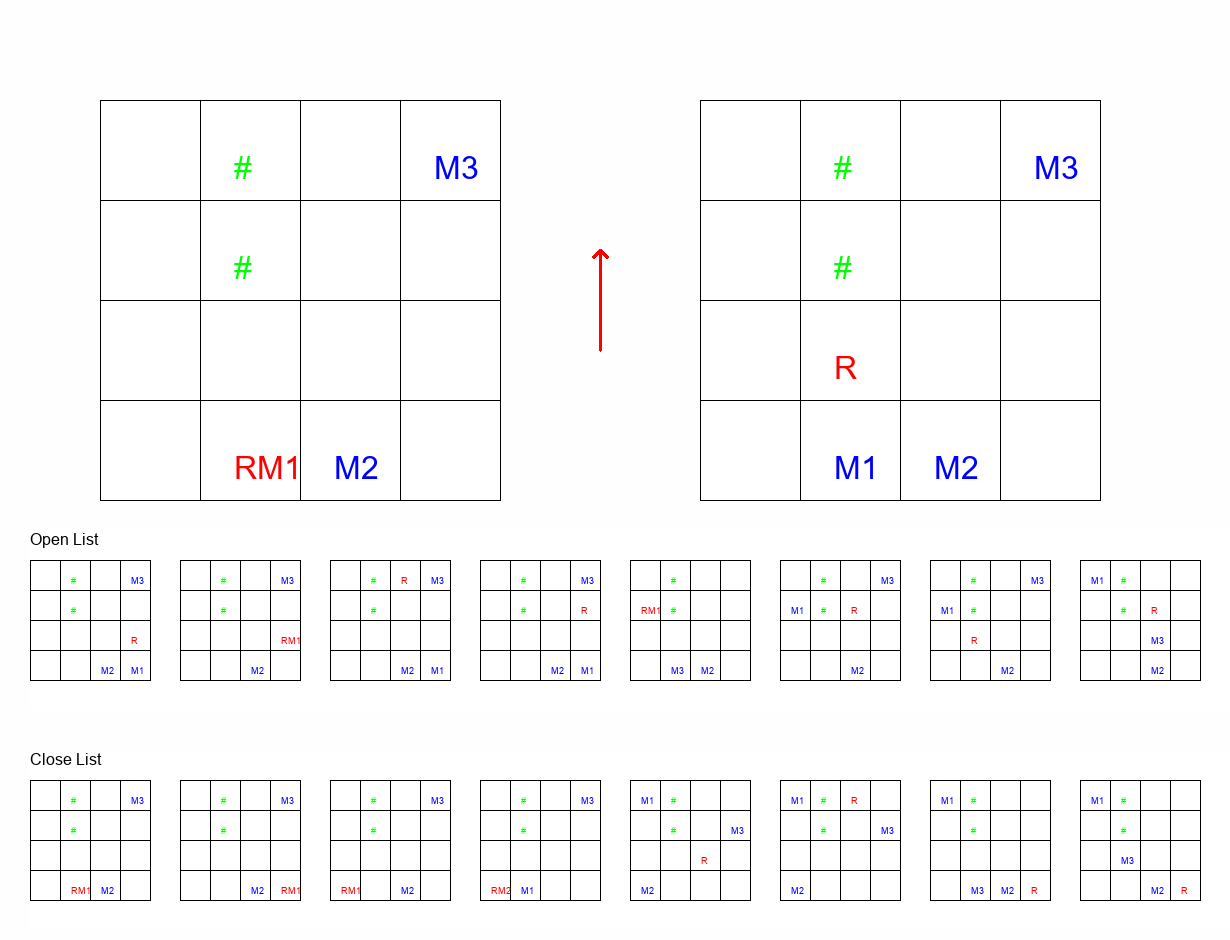 # M3 # M3
# #
R
RM1 M2 M1 M2
Open List
# M3 # M3 # R M3 # M3 # # M3 # M3 M1 #
# # # # R RM1 # M1 # R M1 # # R
R RM1 R M3
M2 M1 M2 M2 M1 M2 M1 M3 M2 M2 M2 M2
Close List
# M3 # M3 # M3 # M3 M1 # M1 # R M1 # M1 #
# # # # # M3 # M3 # #
R M3
RM1 M2 M2 RM1 RM1 M2 RM2 M1 M2 M2 M3 M2 R M2 R